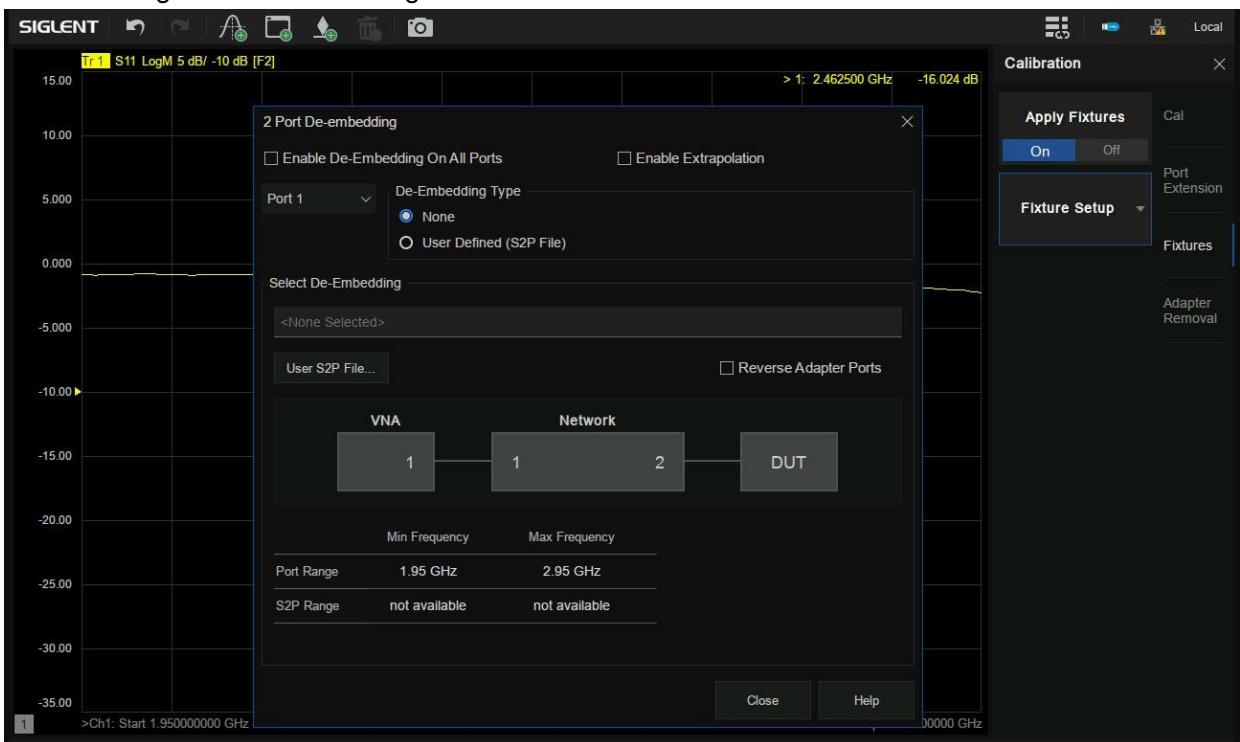 SIGLENT
Local
Tr 1 S11 LogM 5 dB/ -10 dB [F2]
> 1: 2.462500 GHz -16.024 dB
15.00
10.00
5.000
0.000
-5.000
-10.00
-15.00
-20.00
-25.00
-30.00
-35.00
2 Port De-embedding
Enable De-Embedding On All Ports
Enable Extrapolation
Port 1
De-Embedding Type
None
User Defined (S2P File)
Select De-Embedding
<None Selected>
User S2P File...
Reverse Adapter Ports
VNA Network
1 1 2 DUT
Min Frequency Max Frequency
Port Range 1.95 GHz 2.95 GHz
S2P Range not available not available
Close Help
1 >Ch1: Start 1.950000000 GHz
0000 GHz
Calibration
Apply Fixtures
On Off
Fixture Setup
Cal
Port
Extension
Fixtures
Adapter
Removal